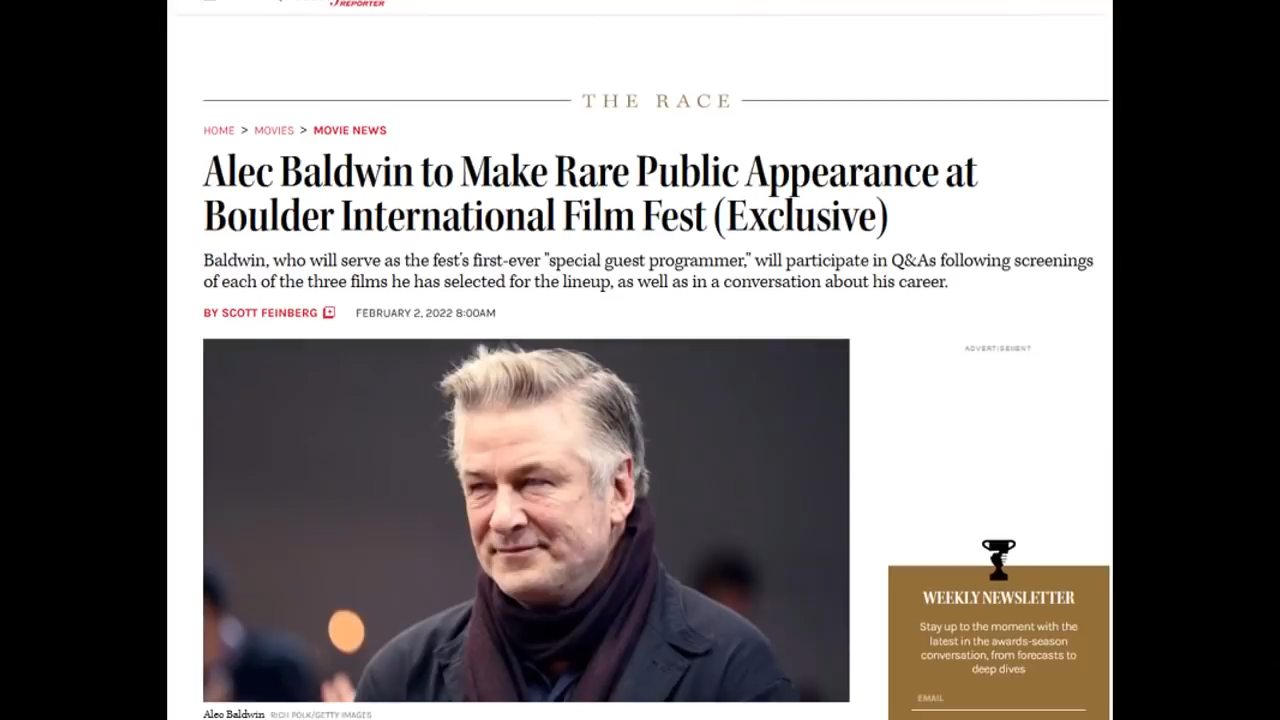 REPORTER
THE RACE
HOME > MOVIES > MOVIE NEWS
Alec Baldwin to Make Rare Public Appearance at
Boulder International Film Fest (Exclusive)
Baldwin, who will serve as the fest's first-ever "special guest programmer," will participate in Q&As following screenings
of each of the three films he has selected for the lineup, as well as in a conversation about his career.
BY SCOTT FEINBERG FEBRUARY 2, 2022 8:00AM
ADVERTISEMENT
WEEKLY NEWSLETTER
Stay up to the moment with the
latest in the awards-season
conversation, from forecasts to
deep dives
EMAIL
Alec Baldwin RICH POLK/GETTY IMAGES